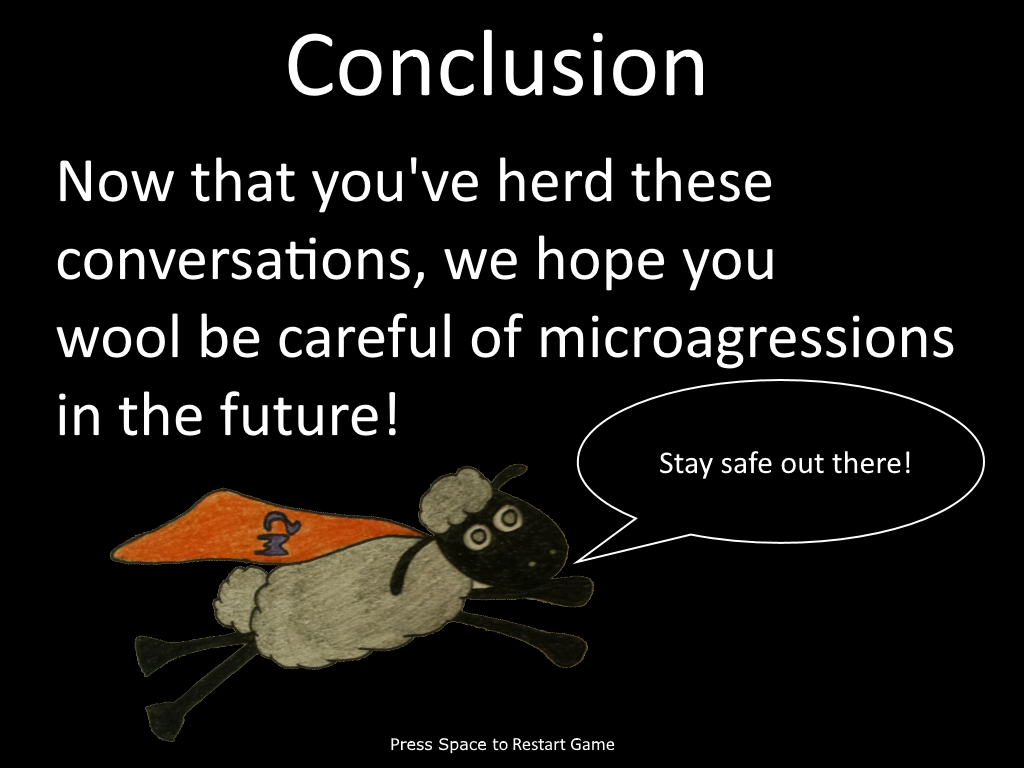 Conclusion
Now that you've herd these
conversations, we hope you
wool be careful of microagressions
in the future!
Stay safe out there!
CM
Press Space to Restart Game